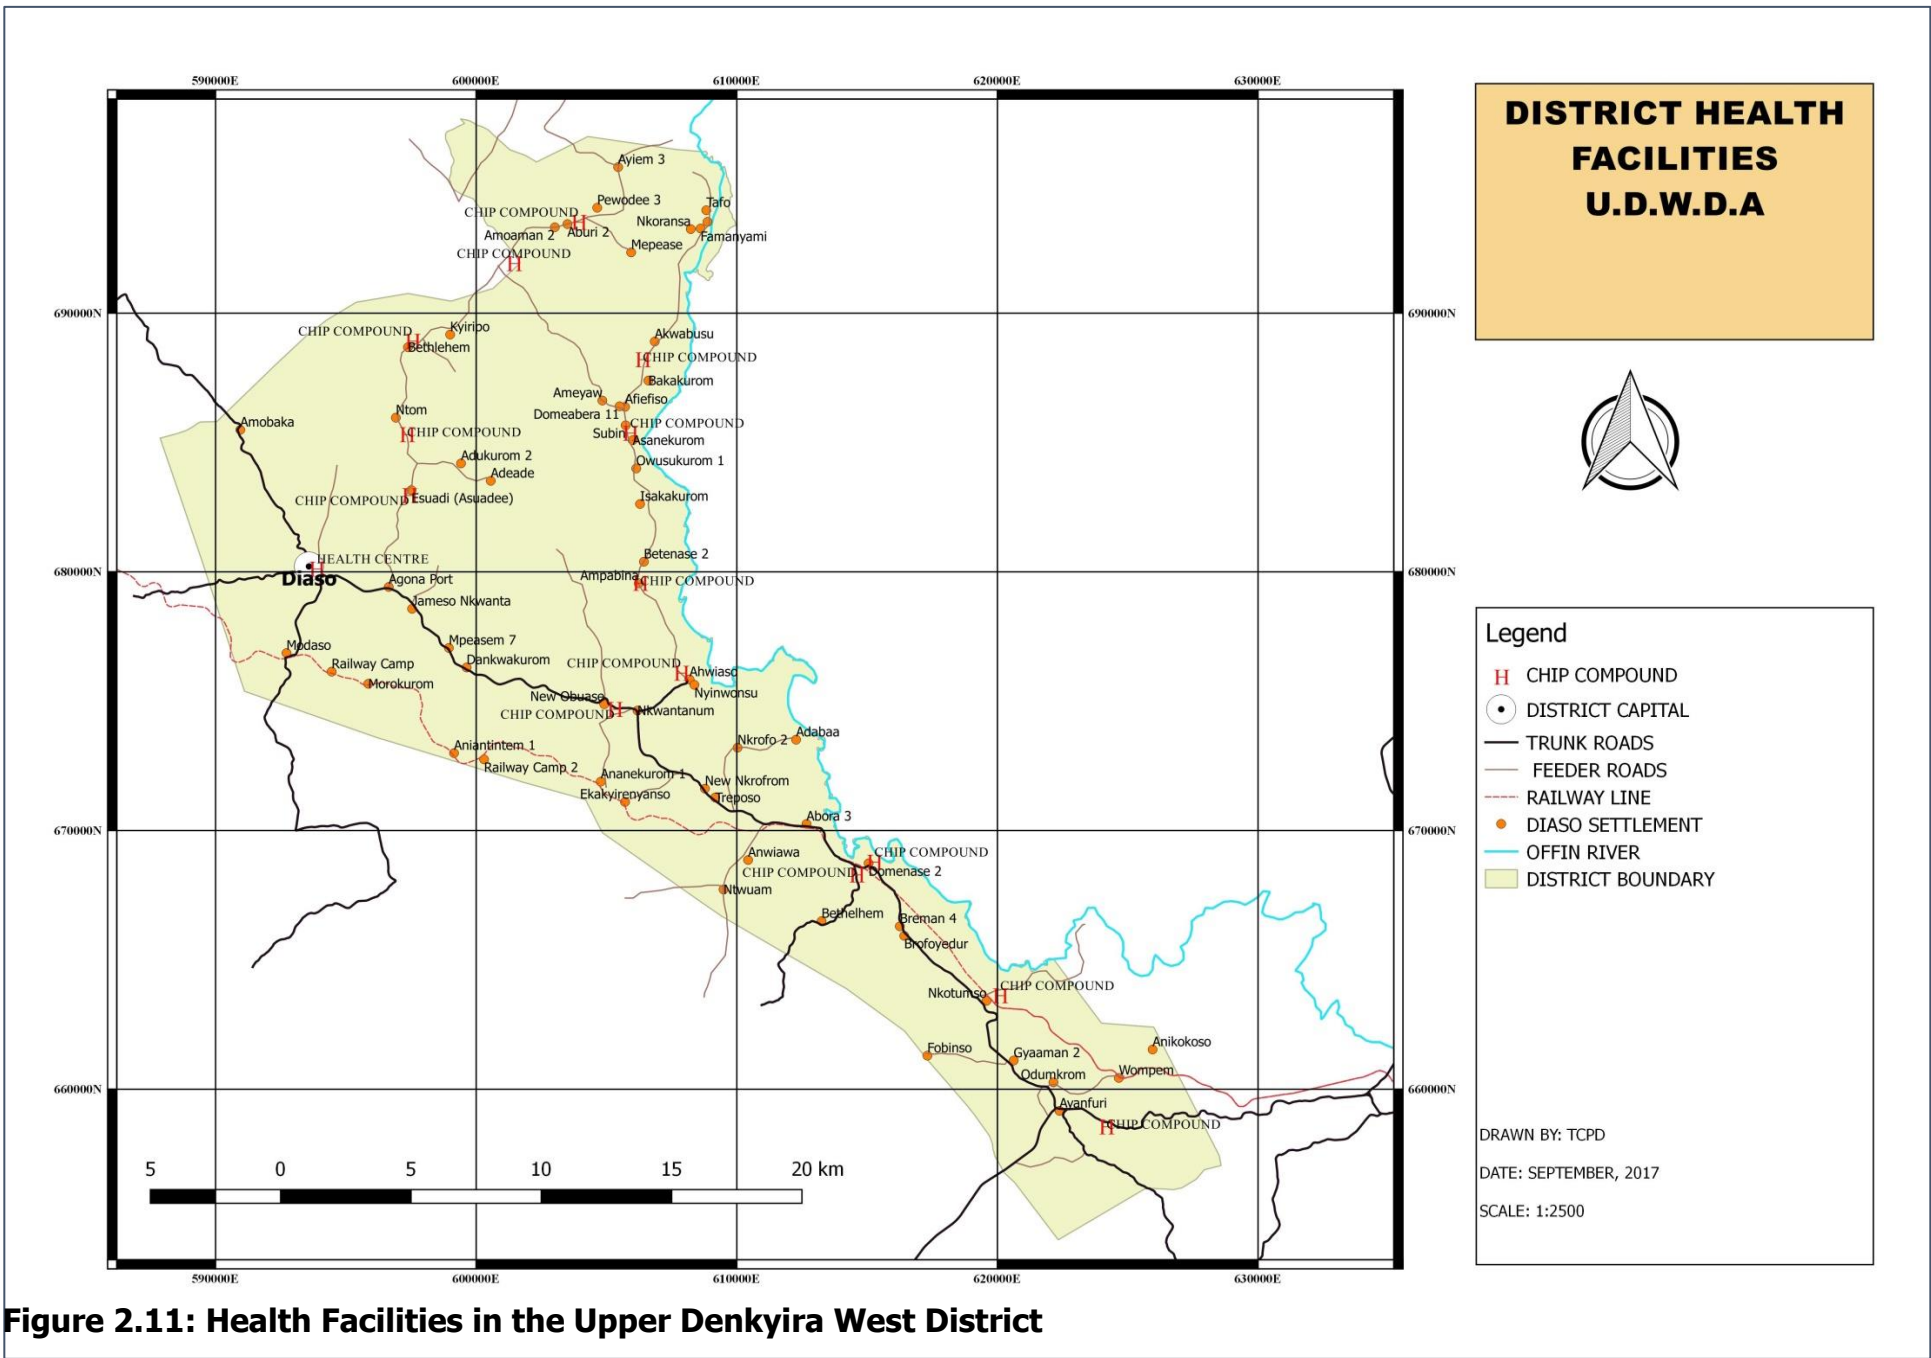 590000E
600000E
610000E
620000E
630000E
DISTRICT HEALTH
FACILITIES
U.D.W.D.A
Ayiem 3
Pewodee 3
Tafo
CHIP COMPOUND
Nkoransa
Amoaman 2
Aburi 2
Famanyami
Mepease
CHIP COMPOUND
690000N
690000N
Kyiripo
CHIP COMPOUND
Bethlehem
Akwabusu
CHIP COMPOUND
Bakakurom
Ameyaw
Afiefiso
Ntom
Domeabera 11
Amobaka
CHIP COMPOUND
CHIP COMPOUND
Subin
Asanekurom
Adukurom 2
Owusukurom 1
Adeade
CHIP COMPOUND
Esuadi (Asuadee)
Isakakurom
Betenase 2
HEALTH CENTRE
Diaso
680000N
680000N
Agona Port
Ampabina
CHIP COMPOUND
Jameso Nkwanta
Modaso
Mpeasem 7
Railway Camp
Dankwakurom
CHIP COMPOUND
Ahwiaso
Morokurom
Nyinwonsu
New Obuaso
CHIP COMPOUND
Nkwantanum
Adabaa
Nkrofo 2
Aniantintem 1
Railway Camp 2
Ananekurom 1
New Nkrofrom
Ekakyirenyanso
Treposo
Abora 3
670000N
670000N
Anwiawa
CHIP COMPOUND
CHIP COMPOUND
Domenase 2
Ntwuam
Bethelhem
Breman 4
Brofoyedur
CHIP COMPOUND
Nkotumso
Fobinso
Gyaaman 2
Anikokoso
Odumkrom
Wompem
660000N
660000N
Ayanfuri
CHIP COMPOUND
5
0
5
10
15
20 km
590000E
600000E
610000E
620000E
630000E
Legend
H CHIP COMPOUND
DISTRICT CAPITAL
TRUNK ROADS
FEEDER ROADS
RAILWAY LINE
DIASO SETTLEMENT
OFFIN RIVER
DISTRICT BOUNDARY
DRAWN BY: TCPD
DATE: SEPTEMBER, 2017
SCALE: 1:2500
Figure 2.11: Health Facilities in the Upper Denkyira West District